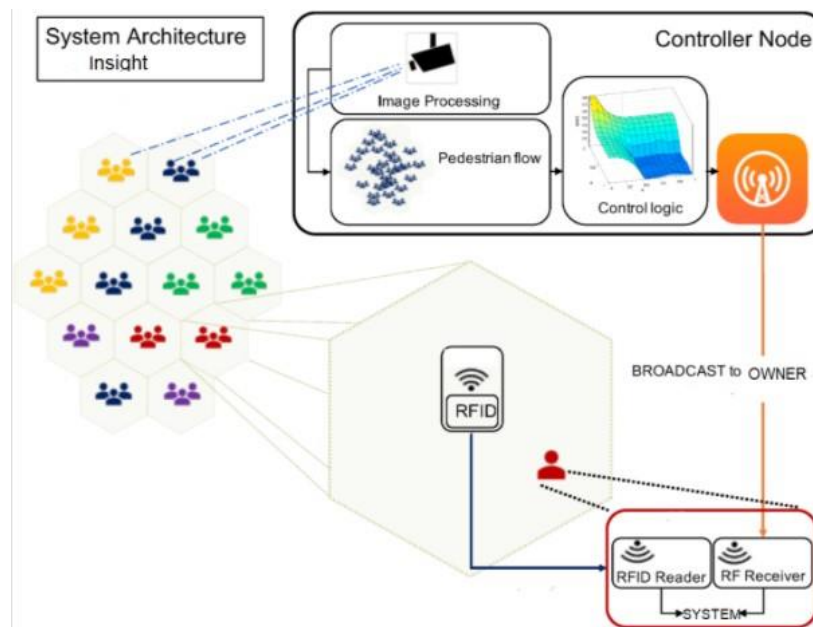 System Architecture
Insight
Controller Node
Image Processing
Pedestrian flow
Control logic
RFID
BROADCAST to OWNER
RFID Reader
RF Receiver
SYSTEM